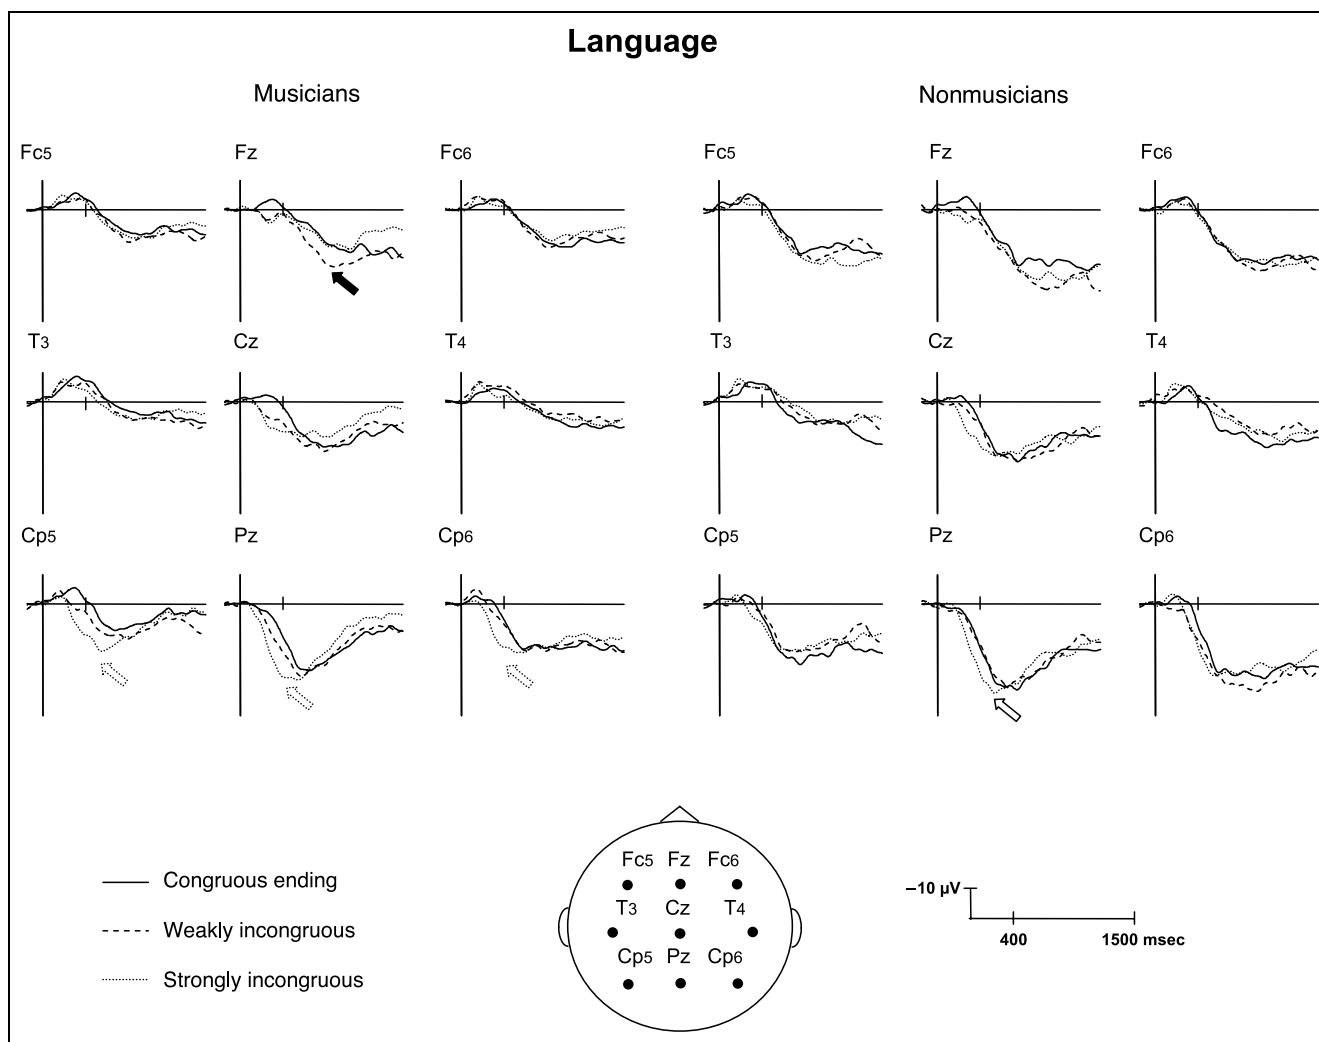 Language
Musicians Nonmusicians
Fc5 Fz Fc6 Fc5 Fz Fc6
T3 Cz T4 T3 Cz T4
Cp5 Pz Cp6 Cp5 Pz Cp6
Fc5 Fz Fc6
T3 Cz T4
Cp5 Pz Cp6
Congruous ending
Weakly incongruous
Strongly incongruous
−10 µV
400 1500 msec